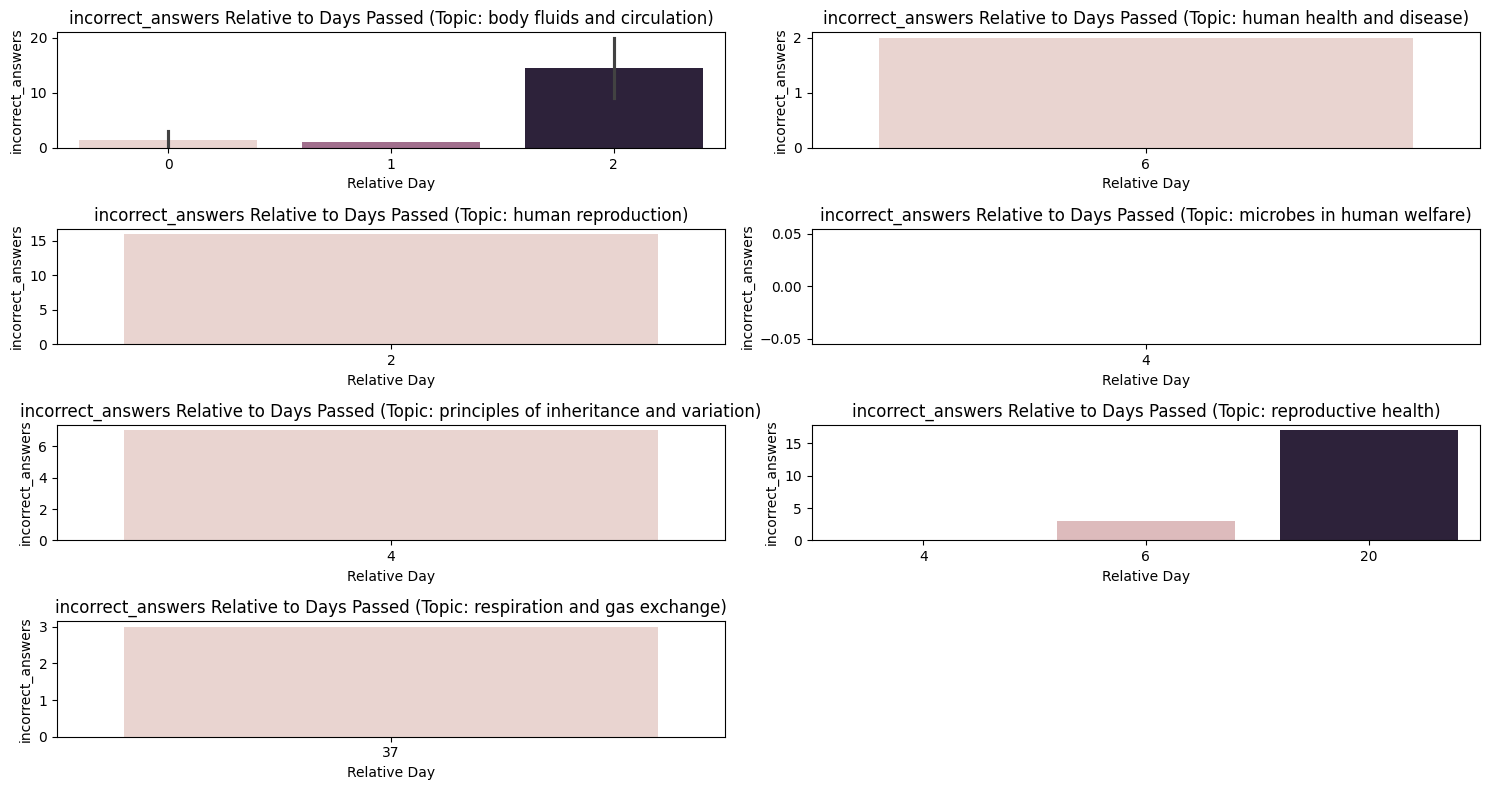 incorrect_answers Relative to Days Passed (Topic: body fluids and circulation)
incorrect_answers
20
10
0
0 1 2
Relative Day
incorrect_answers Relative to Days Passed (Topic: human health and disease)
incorrect_answers
2
1
0
6
Relative Day
incorrect_answers Relative to Days Passed (Topic: human reproduction)
incorrect_answers
15
10
5
0
2
Relative Day
incorrect_answers Relative to Days Passed (Topic: microbes in human welfare)
incorrect_answers
0.05
0.00
−0.05
4
Relative Day
incorrect_answers Relative to Days Passed (Topic: principles of inheritance and variation)
incorrect_answers
6
4
2
0
4
Relative Day
incorrect_answers Relative to Days Passed (Topic: reproductive health)
incorrect_answers
15
10
5
0
4 6 20
Relative Day
incorrect_answers Relative to Days Passed (Topic: respiration and gas exchange)
incorrect_answers
3
2
1
0
37
Relative Day